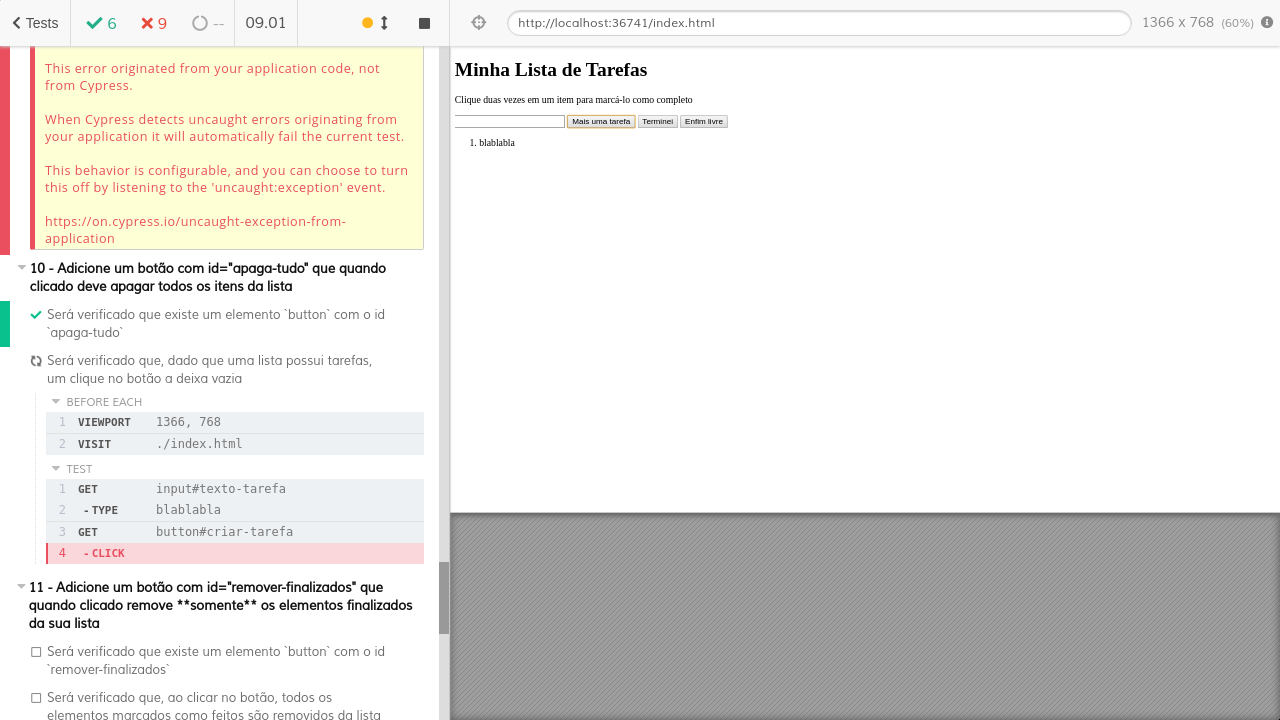 Tests
6
9
--
09.01
http://localhost:36741/index.html
1366 x 768 (60%)
This error originated from your application code, not
from Cypress.
When Cypress detects uncaught errors originating from
your application it will automatically fail the current test.
This behavior is configurable, and you can choose to turn
this off by listening to the 'uncaught:exception' event.
https://on.cypress.io/uncaught-exception-from-
application
10 - Adicione um botão com id="apaga-tudo" que quando
clicado deve apagar todos os itens da lista
Será verificado que existe um elemento `button` com o id
`apaga-tudo`
Será verificado que, dado que uma lista possui tarefas,
um clique no botão a deixa vazia
BEFORE EACH
1 VIEWPORT 1366, 768
2 VISIT ./index.html
TEST
1 GET input#texto-tarefa
2 -TYPE blablabla
3 GET button#criar-tarefa
4 -CLICK
11 - Adicione um botão com id="remover-finalizados" que
quando clicado remove **somente** os elementos finalizados
da sua lista
Será verificado que existe um elemento `button` com o id
`remover-finalizados`
Será verificado que, ao clicar no botão, todos os
elementos marcados como feitos são removidos da lista
Minha Lista de Tarefas
Clique duas vezes em um item para marcá-lo como completo
Mais uma tarefa Terminei Enfim livre
1. blablabla